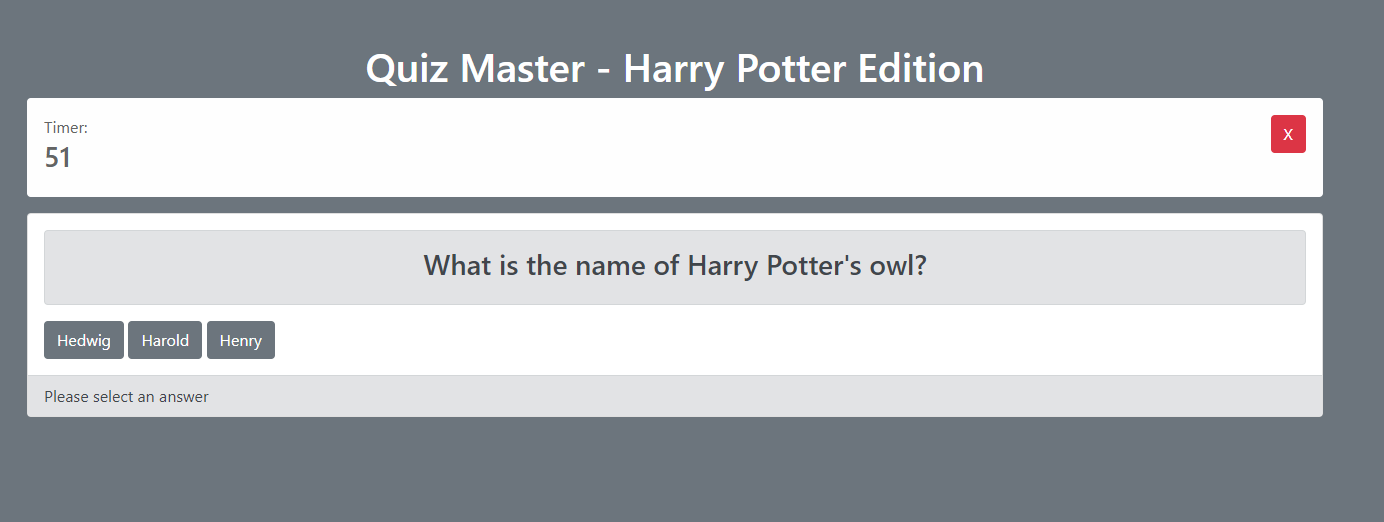 Quiz Master - Harry Potter Edition
Timer:
X
51
What is the name of Harry Potter's owl?
Hedwig Harold Henry
Please select an answer